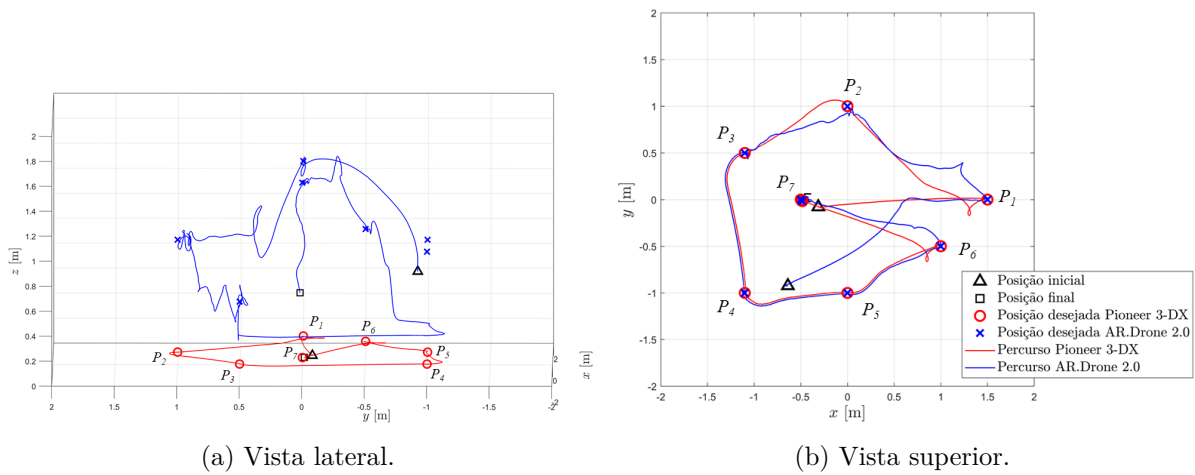 2
1.8
1.6
1.4
1.2
1
0.8
0.6
0.4
0.2
0
z [m]
P1
P2
P3
P4
P5
P6
P7
1
0.5
0
-0.5
-1
-1.5
y [m]
2
0
-2
x [m]
(a) Vista lateral.
2
1.5
1
0.5
0
-0.5
-1
-1.5
-2
y [m]
P2
P3
P7
P1
P6
P4
P5
-2
-1.5
-1
-0.5
0
0.5
1
1.5
2
x [m]
Posição inicial
Posição final
Posição desejada Pioneer 3-DX
Posição desejada AR.Drone 2.0
Percurso Pioneer 3-DX
Percurso AR.Drone 2.0
(b) Vista superior.